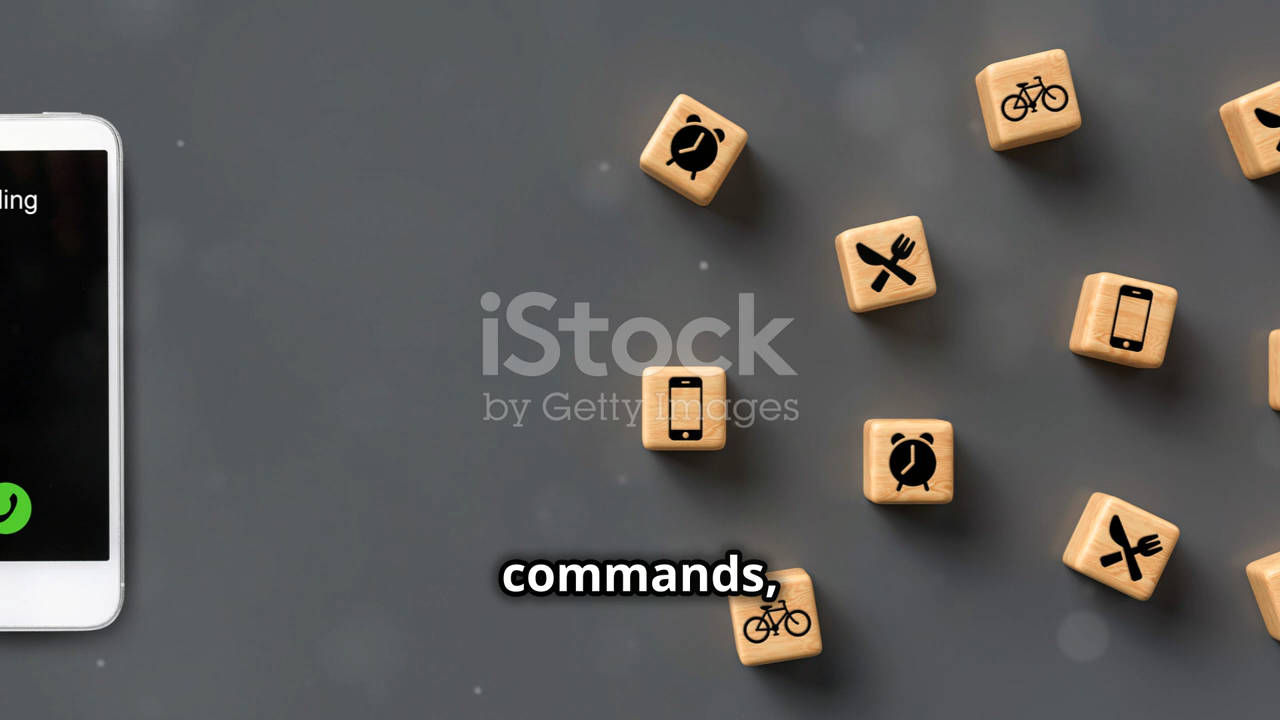 ling
iStock
by Getty Images
commands,